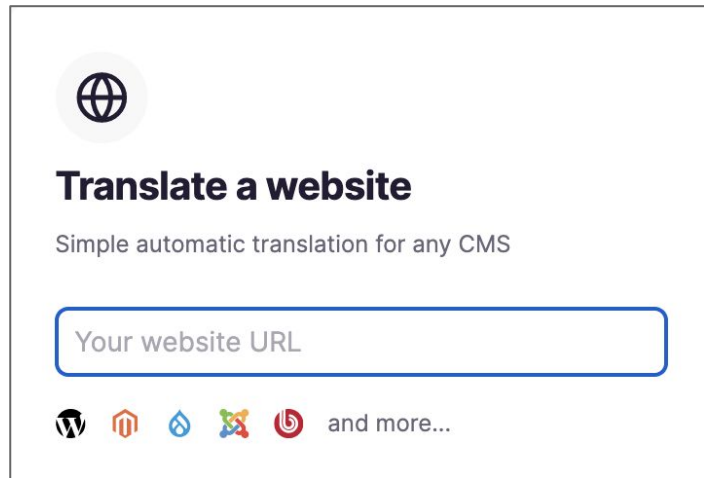 Translate a website
Simple automatic translation for any CMS
Your website URL
and more...